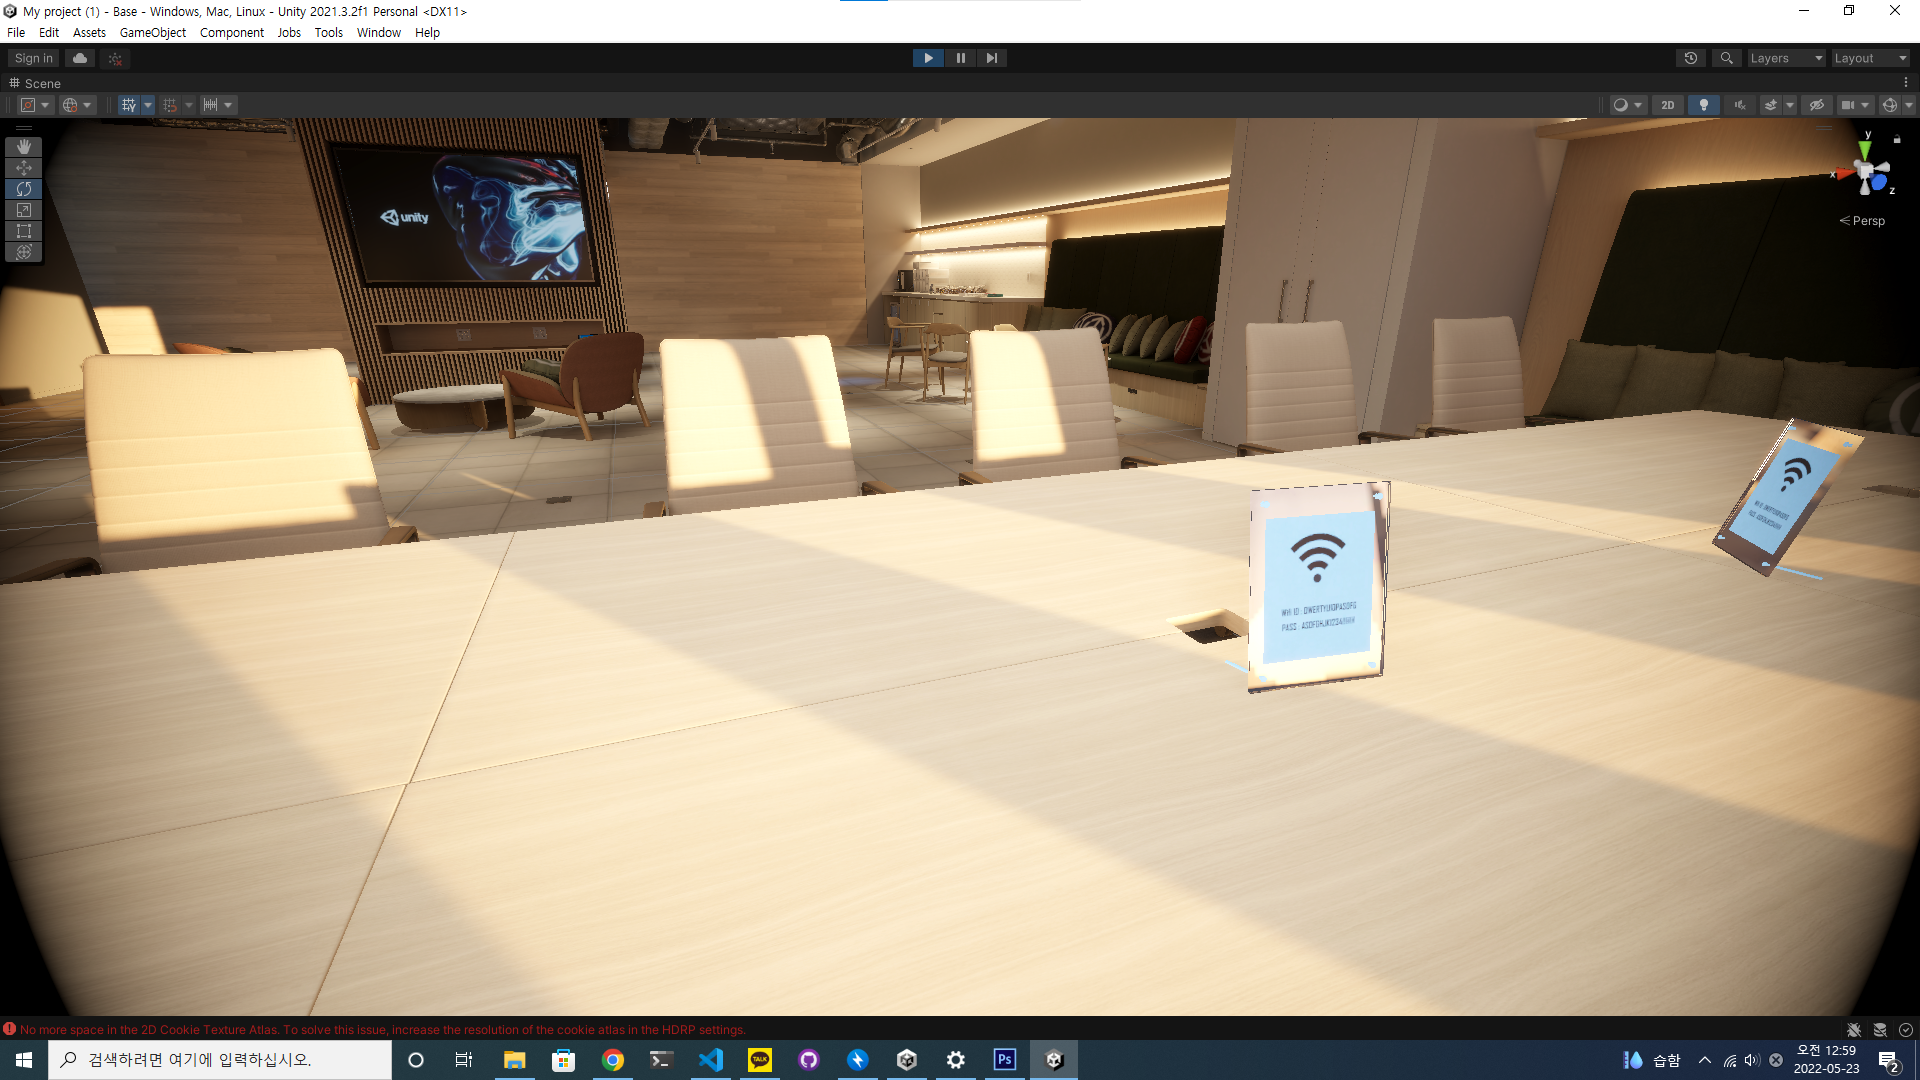 My project (1) - Base - Windows, Mac, Linux - Unity 2021.3.2f1 Personal <DX11>
File Edit Assets GameObject Component Jobs Tools Window Help
Sign in
Layers
Layout
Scene
2D
y
x
z
Persp
unity
WIFI ID :
PASS :
No more space in the 2D Cookie Texture Atlas. To solve this issue, increase the resolution of the cookie atlas in the HDRP settings.
검색하려면 여기에 입력하십시오.
TALK
Ps
습함
오전 12:59
2022-05-23
2